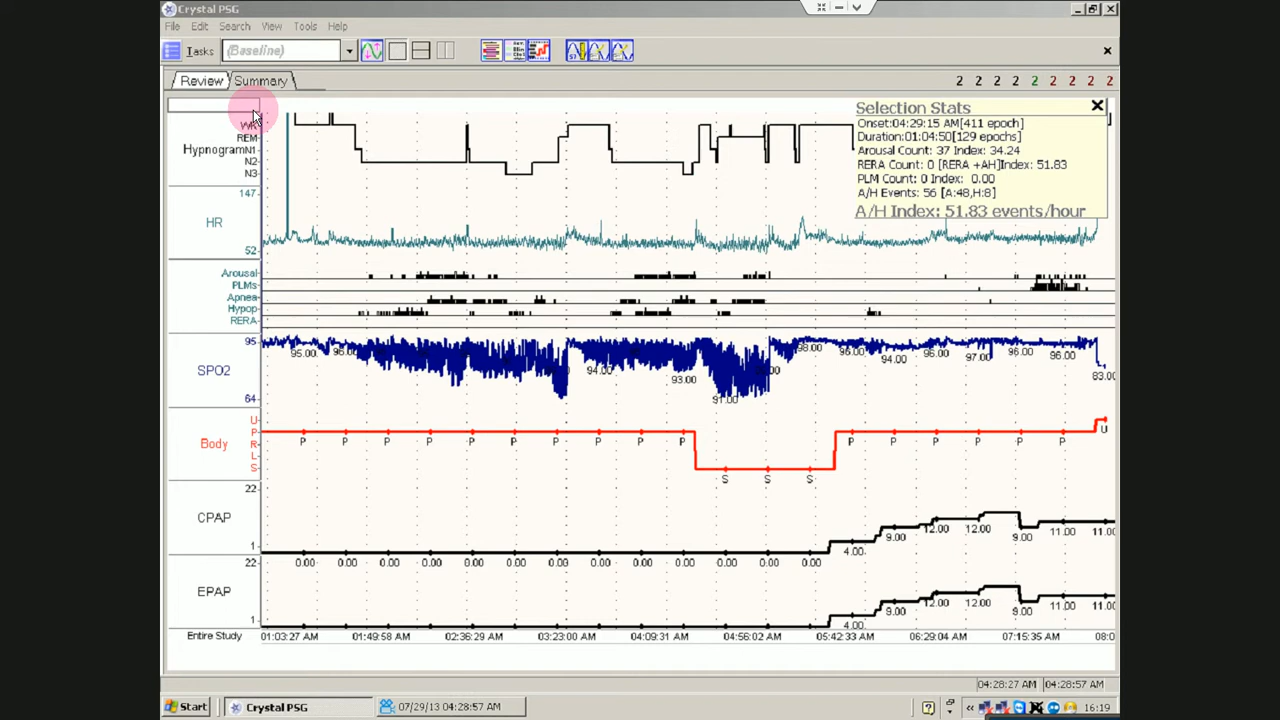 Crystal PSG
File Edit Search View Tools Help
Tasks (Baseline)
Review Summary
2 2 2 2 2 2 2 2 2
Selection Stats
Onset:04:29:15 AM[411 epoch]
Duration:01:04:50[129 epochs]
Arousal Count: 37 Index: 34.24
RERA Count: 0 [RERA +AH]Index: 51.83
PLM Count: 0 Index: 0.00
A/H Events: 56 [A:48,H:8]
A/H Index: 51.83 events/hour
WK
REM
Hypnogram N1
N2
N3
147
HR
52
Arousal
PLMs
Apnea
Hypop
RERA
95
SPO2
64
95.00 96.00 94.00 93.00 91.00 98.00 96.00 94.00 96.00 97.00 96.00 96.00 83.00
U
P
Body R
L
S
P P P P P P P P P P S S S P P P P P P U
22
CPAP
1
0.00 0.00 0.00 0.00 0.00 0.00 0.00 0.00 0.00 0.00 0.00 0.00 0.00 4.00 9.00 12.00 12.00 9.00 11.00 11.00
22
EPAP
1
4.00 9.00 12.00 12.00 9.00 11.00 11.00
Entire Study 01:03:27 AM 01:49:58 AM 02:36:29 AM 03:23:00 AM 04:09:31 AM 04:56:02 AM 05:42:33 AM 06:29:04 AM 07:15:35 AM 08:0
04:28:27 AM 04:28:57 AM
Start Crystal PSG 07/29/13 04:28:57 AM 16:19